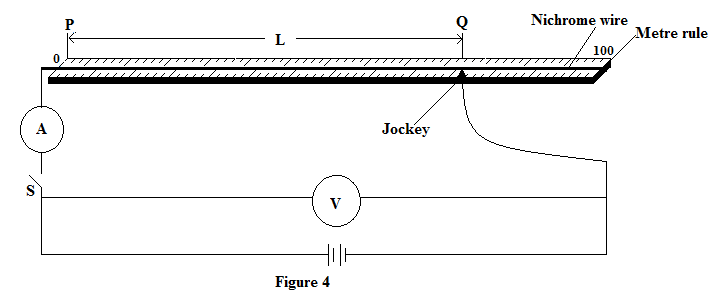 P
Q
Nichrome wire
Metre rule
L
0
100
A
Jockey
S
V
Figure 4